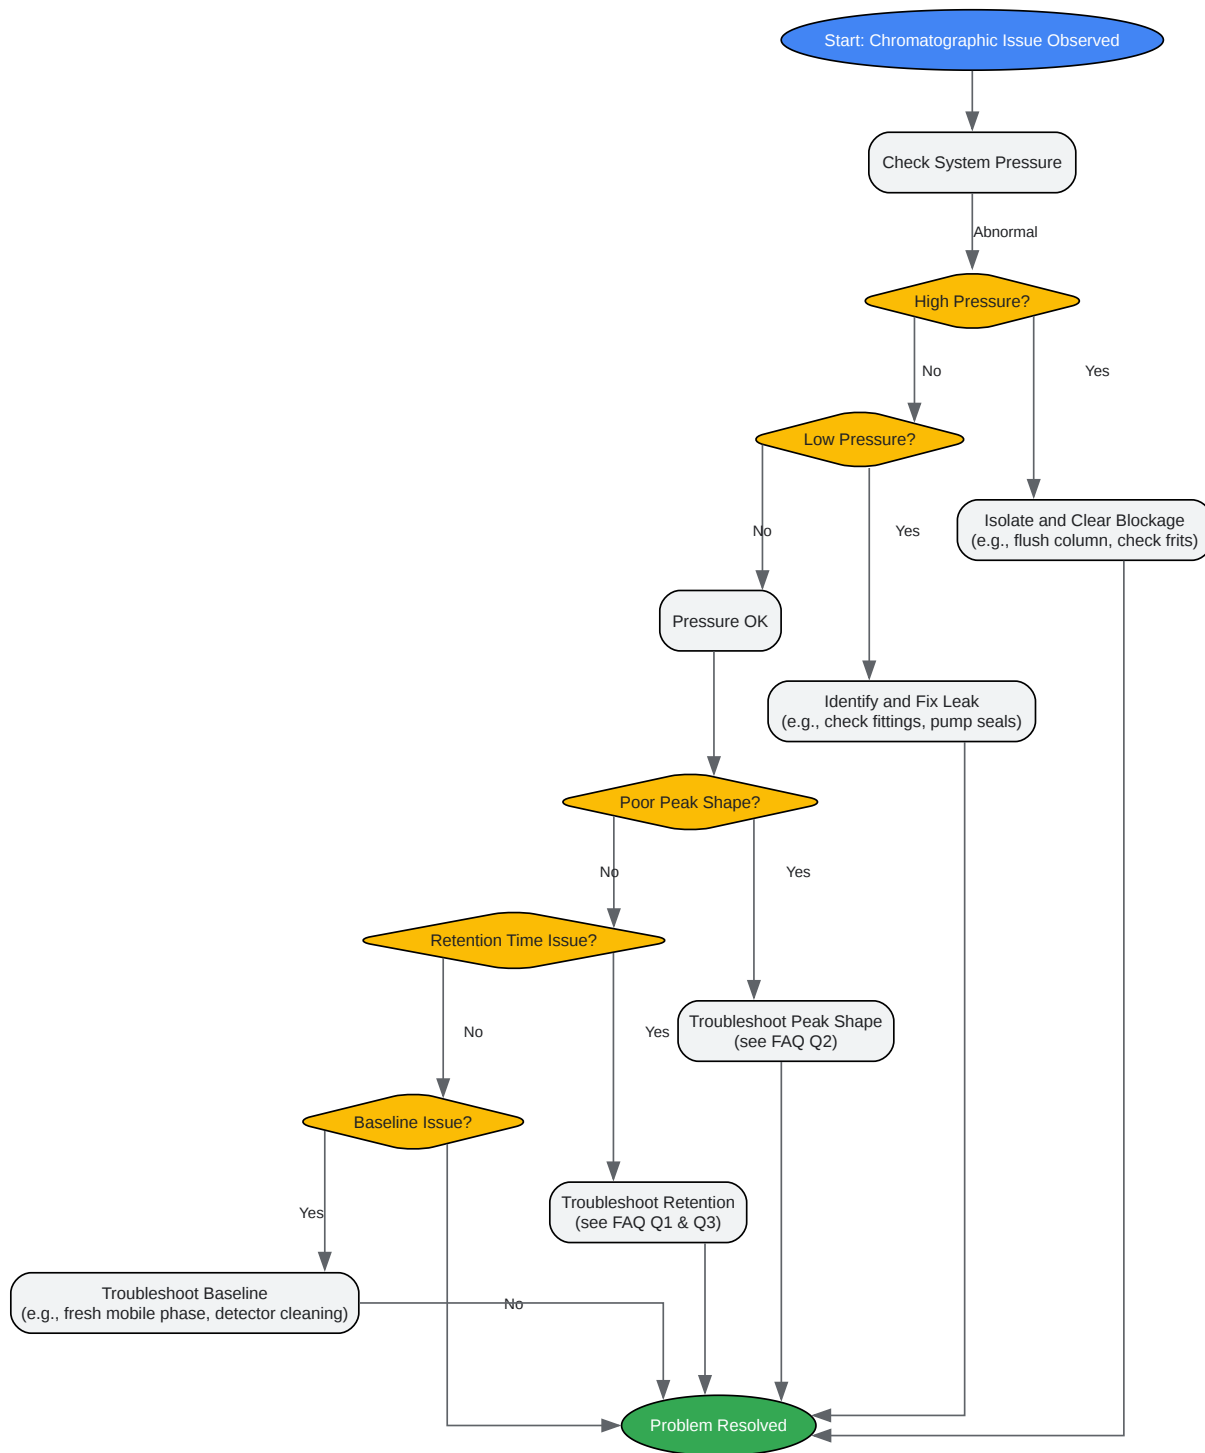 Start: Chromatographic Issue Observed
Check System Pressure
Abnormal
High Pressure?
No
Yes
Low Pressure?
Isolate and Clear Blockage
(e.g., flush column, check frits)
No
Yes
Pressure OK
Identify and Fix Leak
(e.g., check fittings, pump seals)
Poor Peak Shape?
No
Yes
Retention Time Issue?
Troubleshoot Peak Shape
(see FAQ Q2)
No
Yes
Baseline Issue?
Troubleshoot Retention
(see FAQ Q1 & Q3)
Yes
Troubleshoot Baseline
(e.g., fresh mobile phase, detector cleaning)
No
Problem Resolved